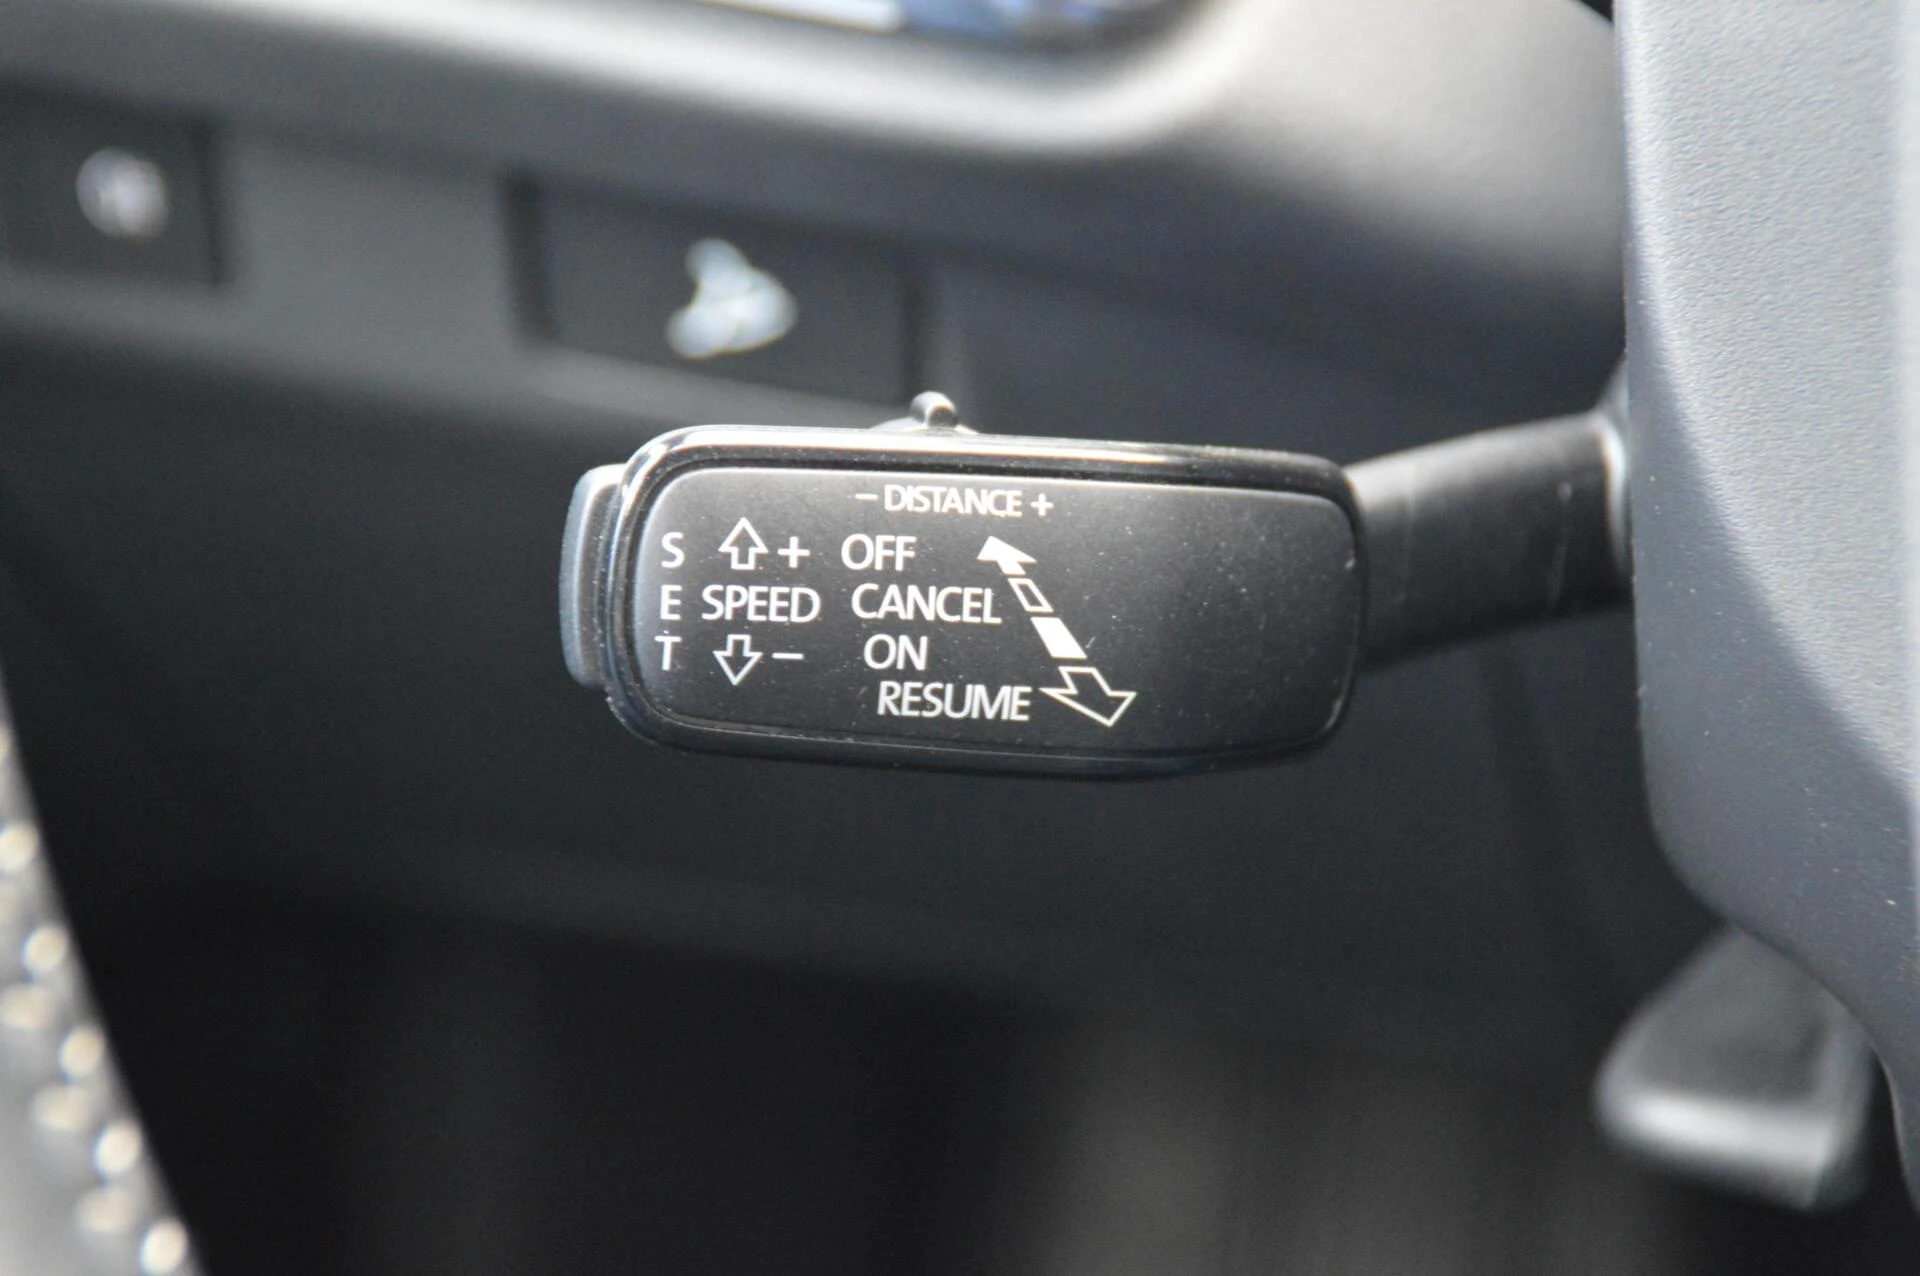 − DISTANCE +
S + OFF
E SPEED CANCEL
T − ON
RESUME